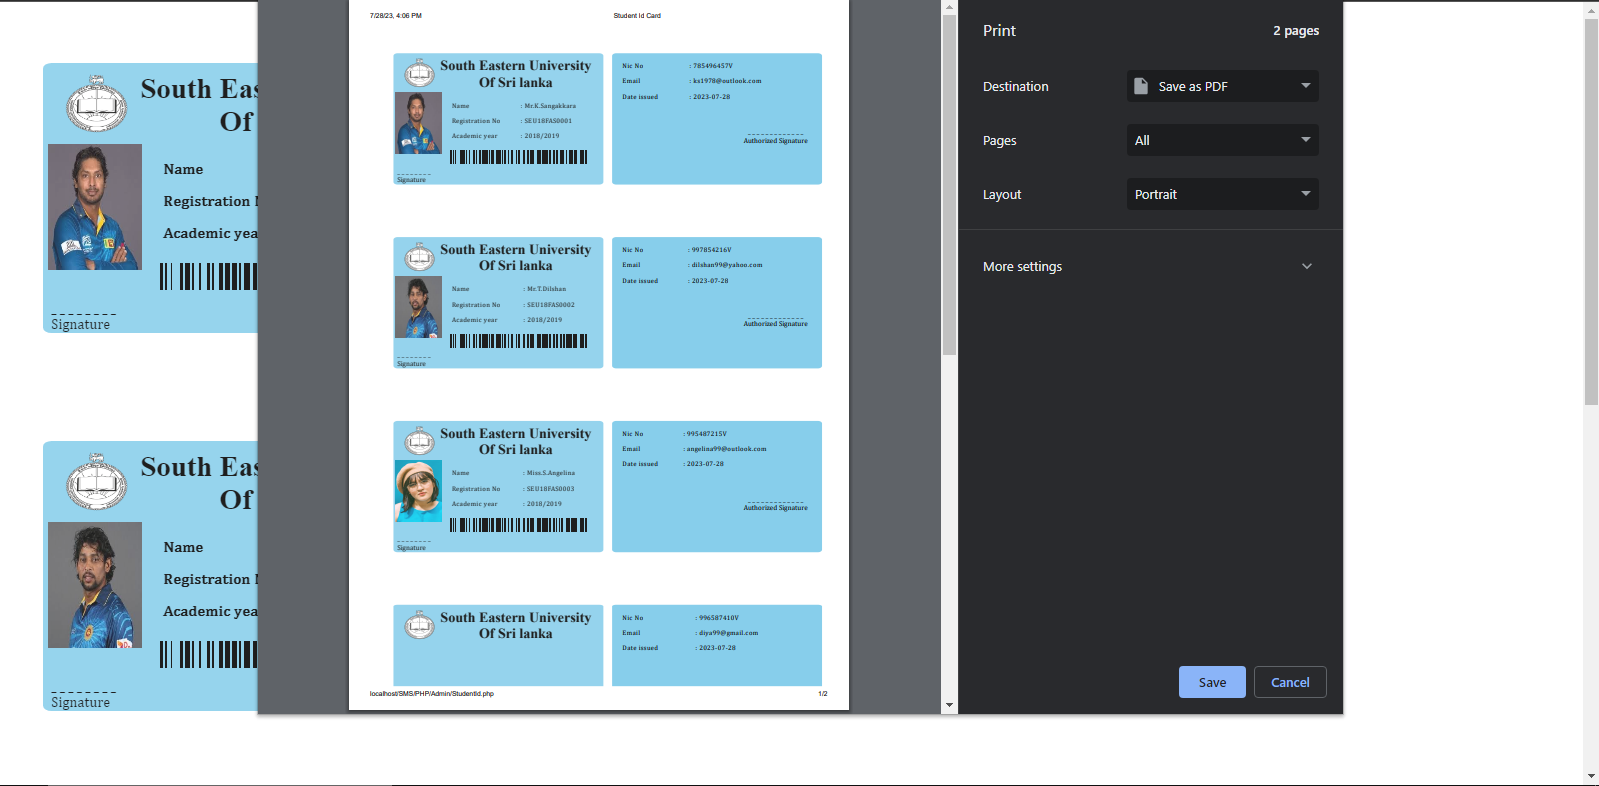 South Eas
Of
Name
Registration
Academic yea
Signature
South Eas
Of
Name
Registration
Academic yea
Signature
7/28/23, 4:06 PM
Student Id Card
South Eastern University
Of Sri lanka
Name : Mr.K.Sangakkara
Registration No : SEU18FAS0001
Academic year : 2018/2019
Signature
Nic No : 785496457V
Email : ks1978@outlook.com
Date issued : 2023-07-28
Authorized Signature
South Eastern University
Of Sri lanka
Name : Mr.T.Dilshan
Registration No : SEU18FAS0002
Academic year : 2018/2019
Signature
Nic No : 997854216V
Email : dilshan99@yahoo.com
Date issued : 2023-07-28
Authorized Signature
South Eastern University
Of Sri lanka
Name : Miss.S.Angelina
Registration No : SEU18FAS0003
Academic year : 2018/2019
Signature
Nic No : 995487215V
Email : angelina99@outlook.com
Date issued : 2023-07-28
Authorized Signature
South Eastern University
Of Sri lanka
Nic No : 996587410V
Email : diya99@gmail.com
Date issued : 2023-07-28
localhost/SMS/PHP/Admin/StudentId.php
1/2
Print
2 pages
Destination
Save as PDF
Pages
All
Layout
Portrait
More settings
Save
Cancel